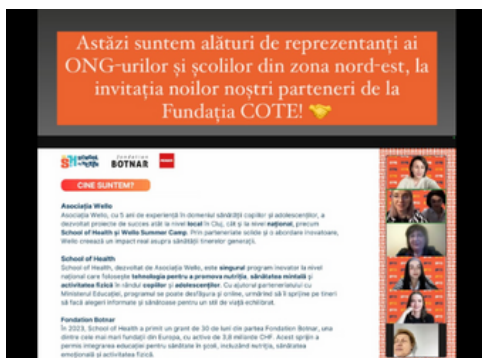 Astăzi suntem alături de reprezentanți ai
ONG-urilor și școlilor din zona nord-est, la
invitația noilor noștri parteneri de la
Fundația COTE! 🤝
fondation
BOTNAR
CINE SUNTEM?
Asociația Wello
Asociația Wello, cu 5 ani de experiență în domeniul sănătății copiilor și adolescenților, a
dezvoltat proiecte de succes atât la nivel local în Cluj, cât și la nivel național, precum
School of Health și Wello Summer Camp. Prin parteneriate solide și o abordare inovatoare,
Wello creează un impact real asupra sănătății tinerelor generații.
School of Health
School of Health, dezvoltat de Asociația Wello, este singurul program inovator la nivel
național care folosește tehnologia pentru a promova nutriția, sănătatea mintală și
activitatea fizică în rândul copiilor și adolescenților. Cu ajutorul parteneriatului cu
Ministerul Educației, programul se poate desfășura și online, urmărind să îi sprijine pe tineri
să facă alegeri informate și sănătoase pentru un stil de viață echilibrat.
Fondation Botnar
În 2023, School of Health a primit un grant de 30 de luni din partea Fondation Botnar, una
dintre cele mai mari fundații din Europa, cu active de 3,8 miliarde CHF. Acest sprijin a
permis integrarea educației pentru sănătate în școli, incluzând nutriția, sănătatea
emoțională și activitatea fizică.